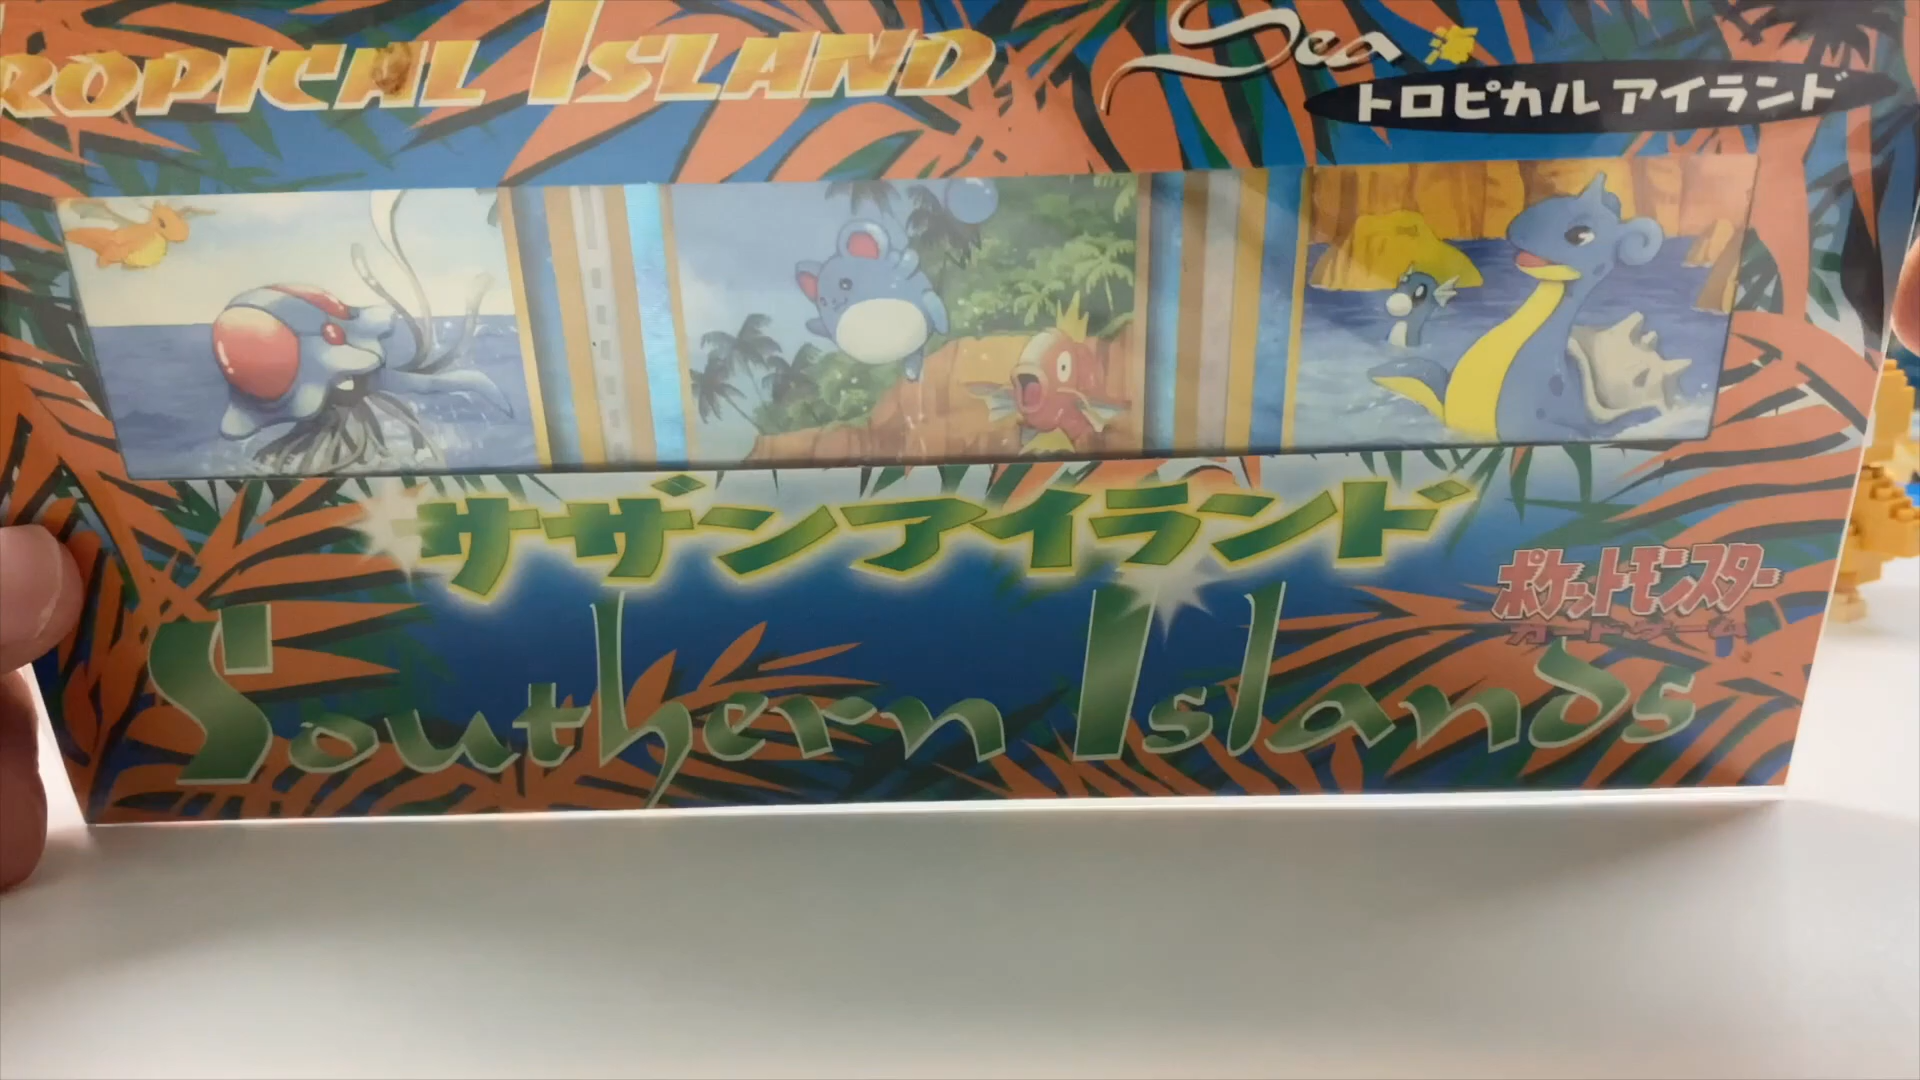 ROPICAL ISLAND
Sea 海
トロピカル アイランド
サザンアイランド
Southern Islands
ポケットモンスター
カードゲーム